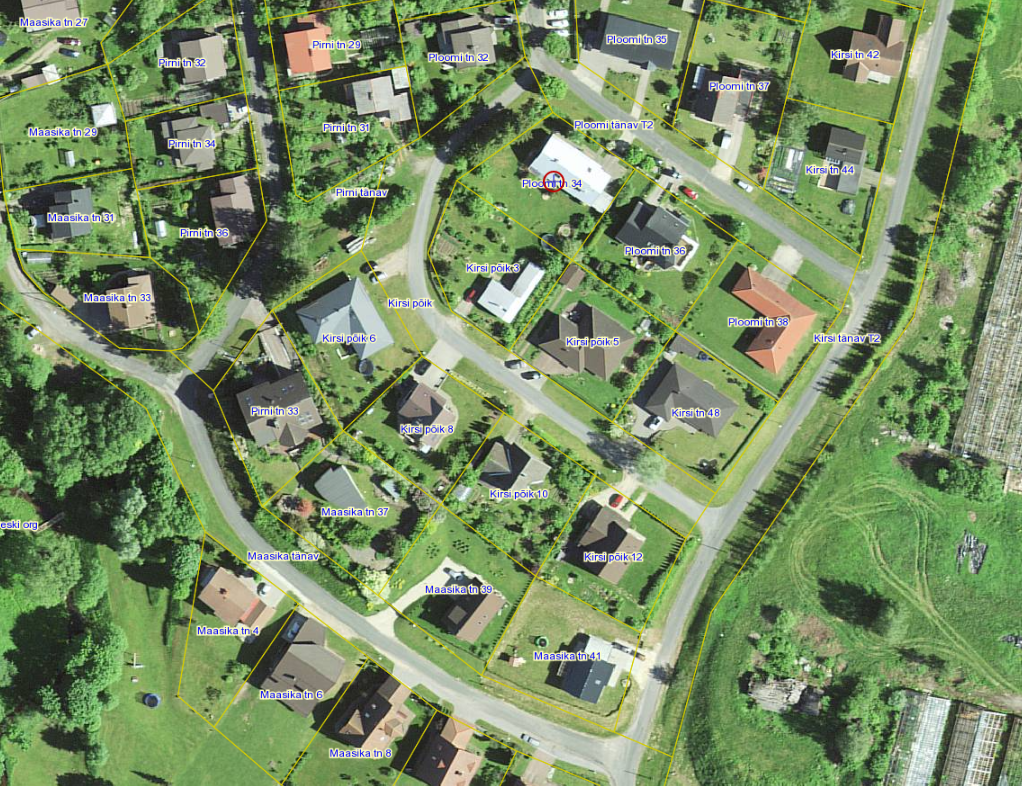 Maasika tn 27
Pirni tn 29
Ploomi tn 35
Kirsi tn 42
Pirni tn 32
Ploomi tn 32
Ploomi tn 37
Maasika tn 29
Pirni tn 31
Ploomi tänav T2
Pirni tn 34
Kirsi tn 44
Ploomi tn 34
Pirni tänav
Maasika tn 31
Pirni tn 36
Ploomi tn 36
Kirsi põik 3
Maasika tn 33
Kirsi põik
Ploomi tn 38
Kirsi põik 6
Kirsi põik 5
Kirsi tänav T2
Pirni tn 33
Kirsi tn 48
Kirsi põik 8
Kirsi põik 10
Maasika tn 37
eski org
Maasika tänav
Kirsi põik 12
Maasika tn 39
Maasika tn 4
Maasika tn 41
Maasika tn 6
Maasika tn 8